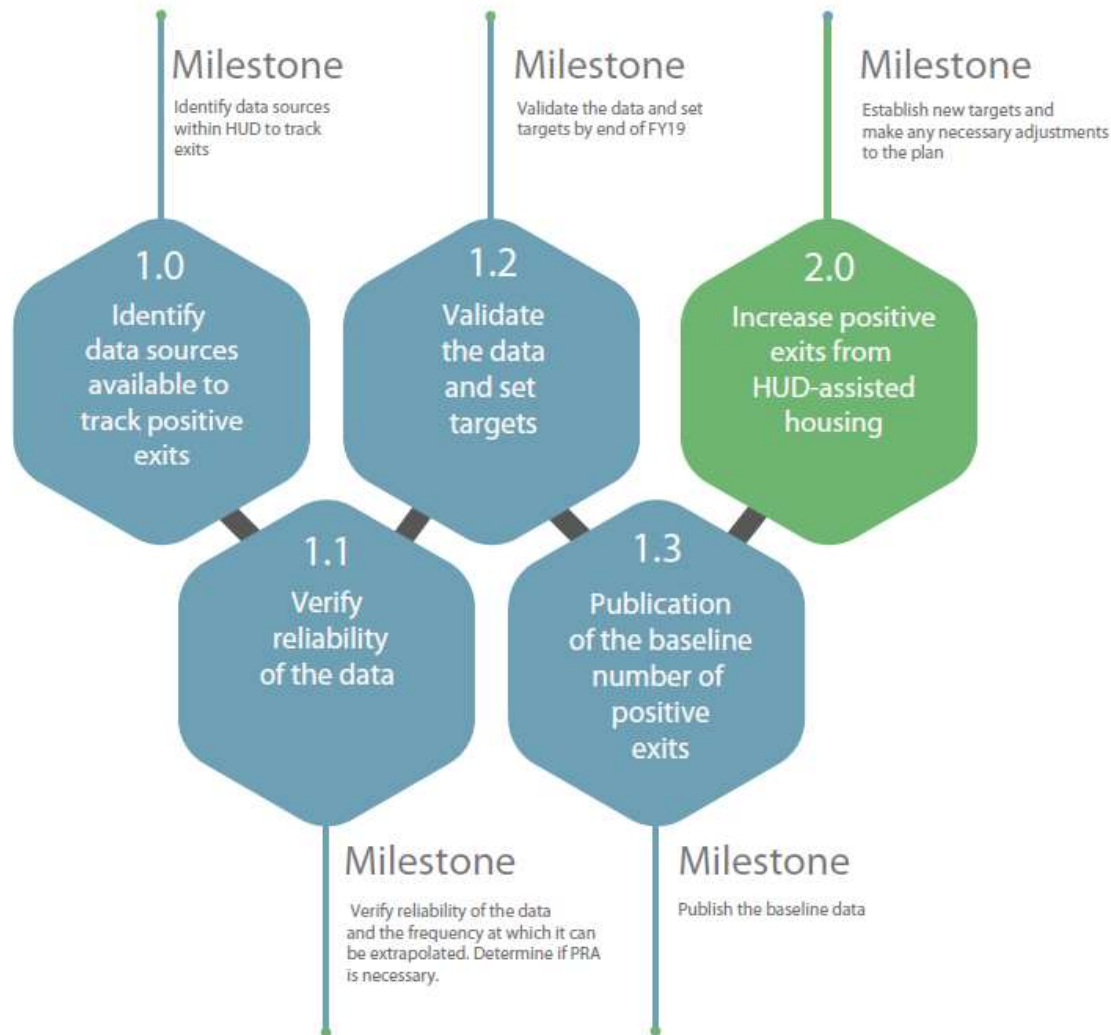 Milestone
Identify data sources
within HUD to track
exits
Milestone
Validate the data and set
targets by end of FY19
Milestone
Establish new targets and
make any necessary adjustments
to the plan
1.0
Identify
data sources
available to
track positive
exits
1.2
Validate
the data
and set
targets
2.0
Increase positive
exits from
HUD-assisted
housing
1.1
Verify
reliability
of the data
1.3
Publication
of the baseline
number of
positive
exits
Milestone
Verify reliability of the data
and the frequency at which it can
be extrapolated. Determine if PRA
is necessary.
Milestone
Publish the baseline data